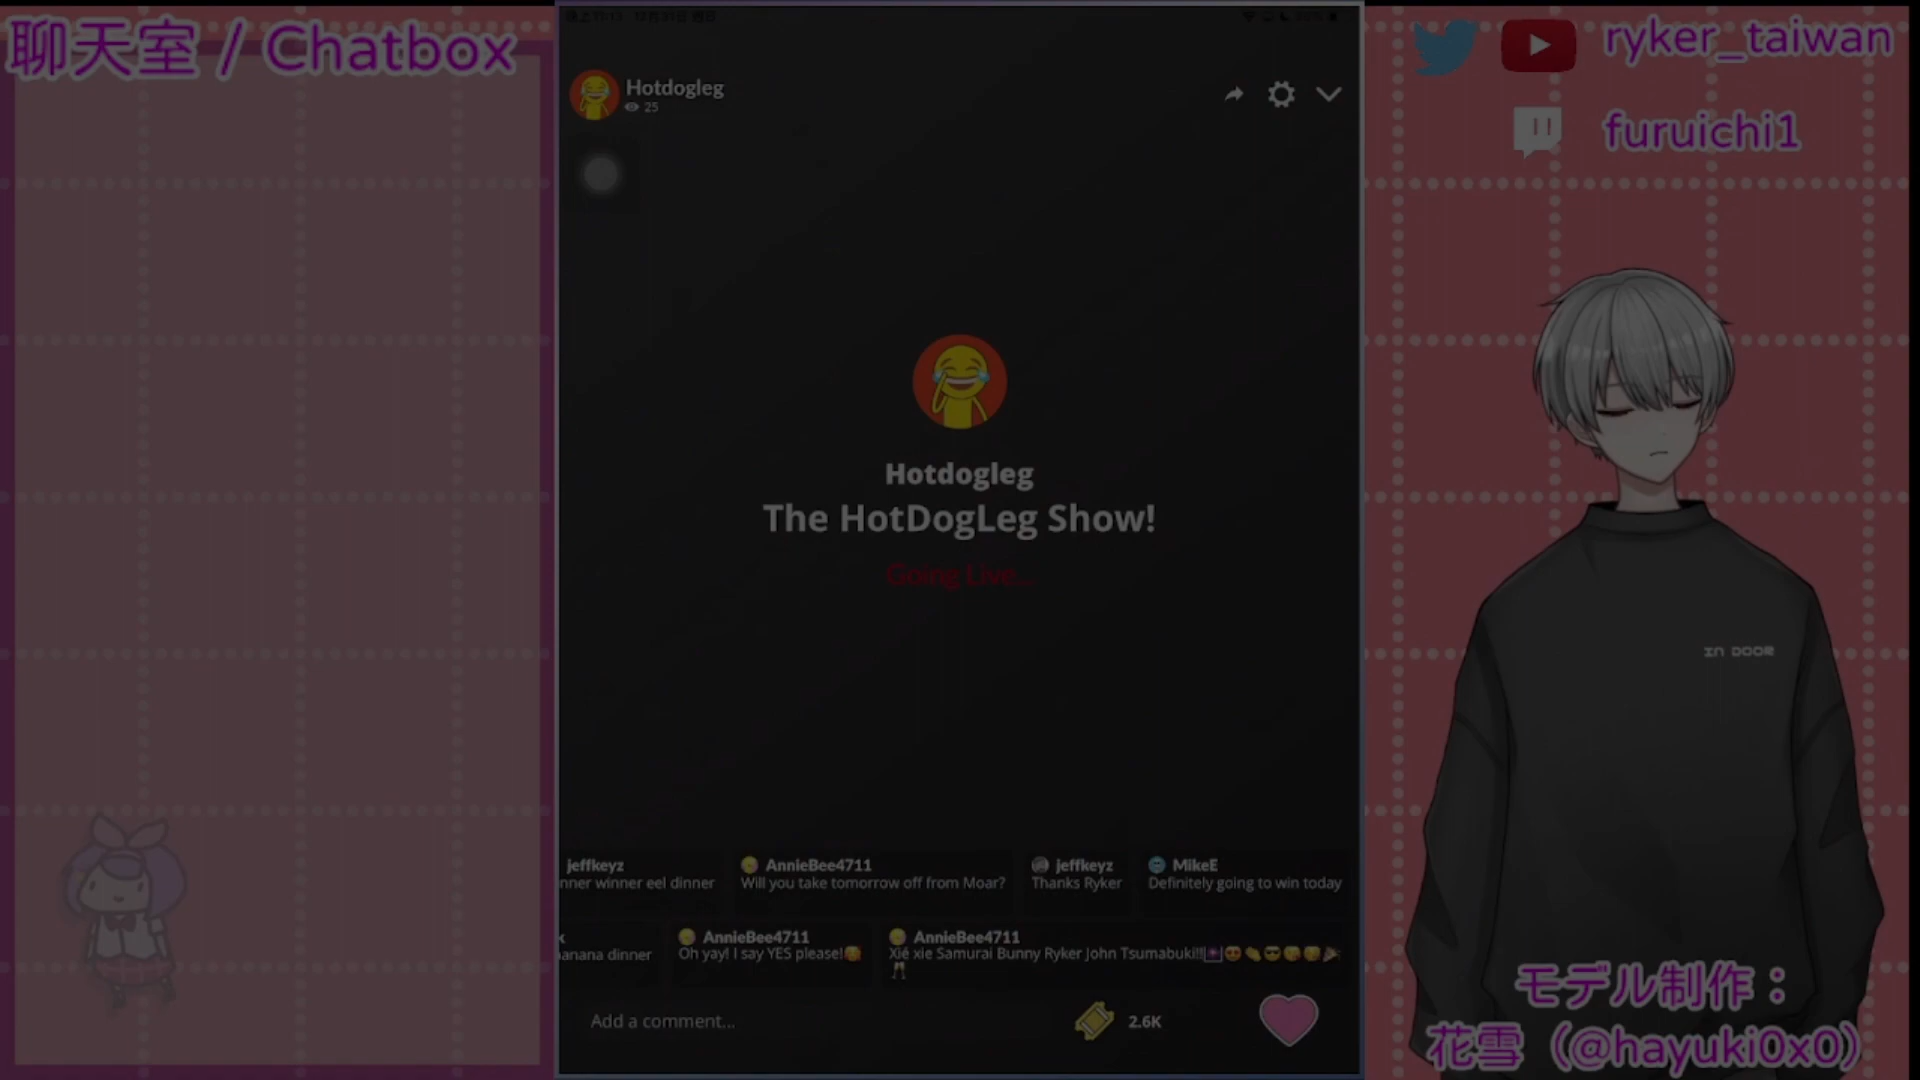 聊天室 / Chatbox
Hotdogleg
25
ryker_taiwan
furuichi1
Hotdogleg
The HotDogLeg Show!
Going Live...
IN DOOR
jeffkeyz
nner winner eel dinner
AnnieBee4711
Will you take tomorrow off from Moar?
jeffkeyz
Thanks Ryker
MikeE
Definitely going to win today
anana dinner
AnnieBee4711
Oh yay! I say YES please!🥰
AnnieBee4711
Xié xie Samurai Bunny Ryker John Tsumabuki!!
Add a comment...
2.6K
モデル制作：
花雪（@hayuki0x0）